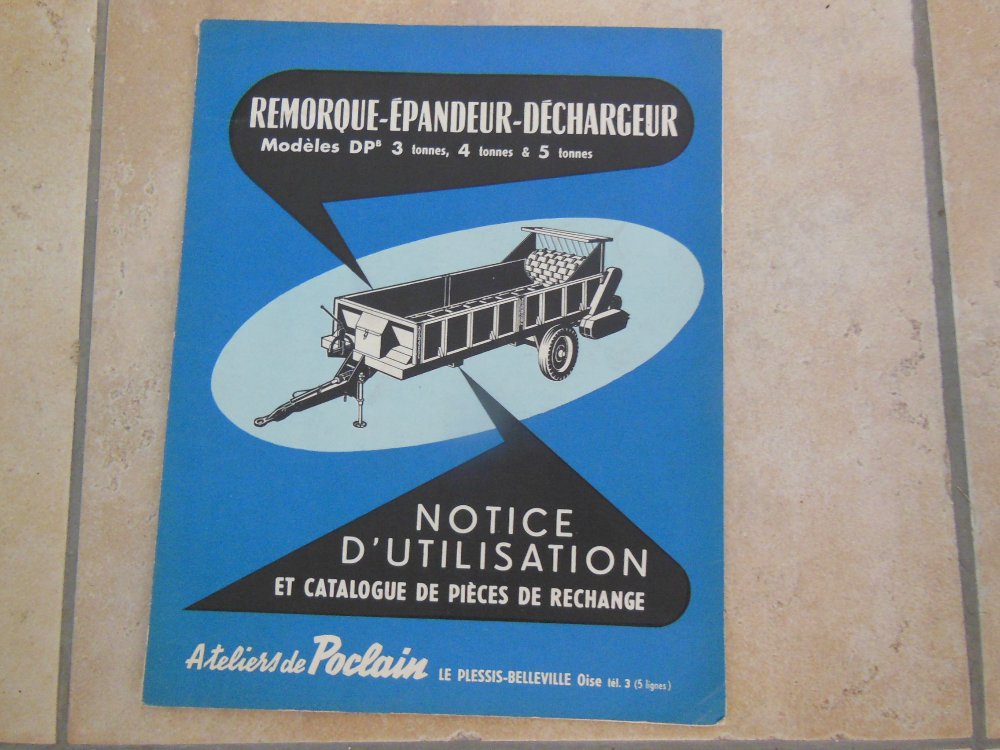 REMORQUE-ÉPANDEUR-DÉCHARGEUR
Modèles DPB 3 tonnes, 4 tonnes & 5 tonnes
NOTICE
D'UTILISATION
ET CATALOGUE DE PIÈCES DE RECHANGE
Ateliers de Poclain LE PLESSIS-BELLEVILLE Oise tél. 3 (5 lignes)